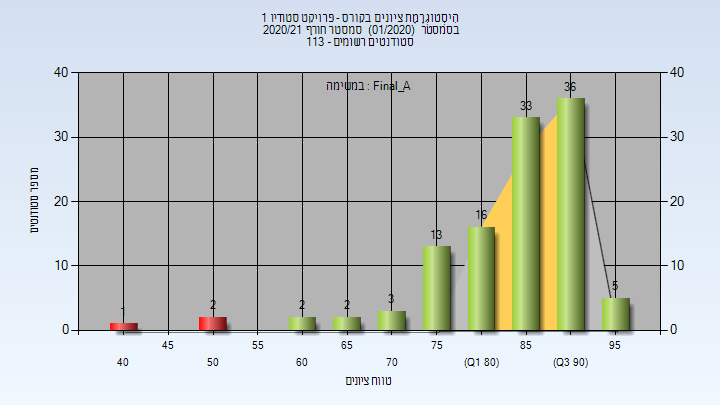 היסטוגרמת ציונים בקורס - פרויקט סטודיו 1
בסמסטר (01/2020) סמסטר חורף 2020/21
סטודנטים רשומים - 113
במשימה : Final_A
מספר סטודנטים
40 40
30 30
20 20
10 10
0 0
1 2 2 2 3 13 16 33 36 5
45 55 65 75 85 95
40 50 60 70 (Q1 80) (Q3 90)
טווח ציונים